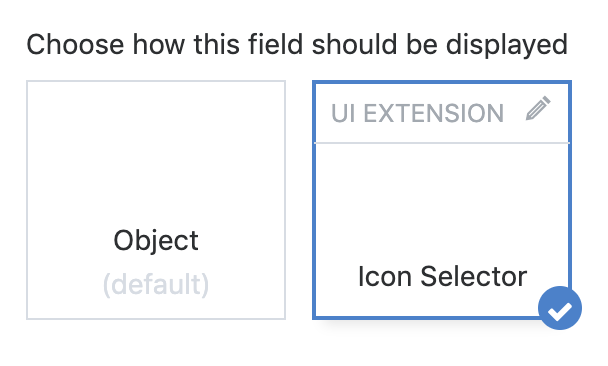 Choose how this field should be displayed
UI EXTENSION
Object
(default)
Icon Selector